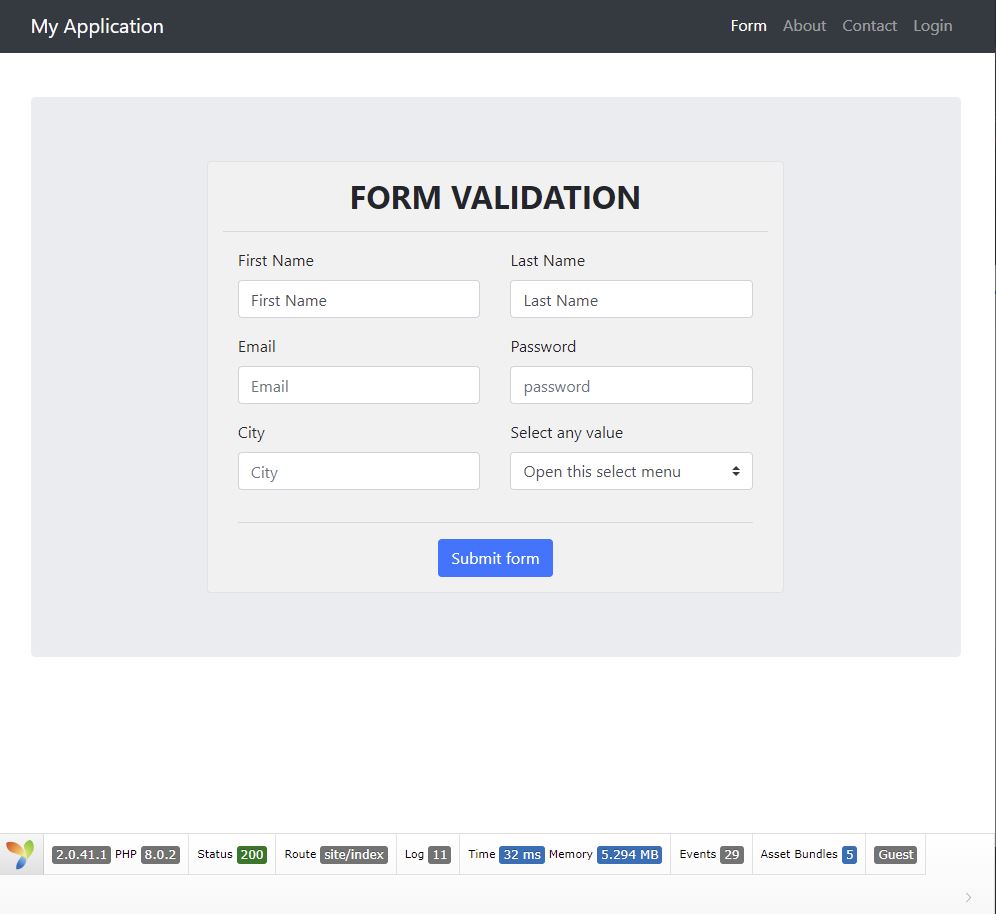 My Application Form About Contact Login
FORM VALIDATION
First Name Last Name
First Name Last Name
Email Password
Email password
City Select any value
City Open this select menu
Submit form
2.0.41.1 PHP 8.0.2 Status 200 Route site/index Log 11 Time 32 ms Memory 5.294 MB Events 29 Asset Bundles 5 Guest